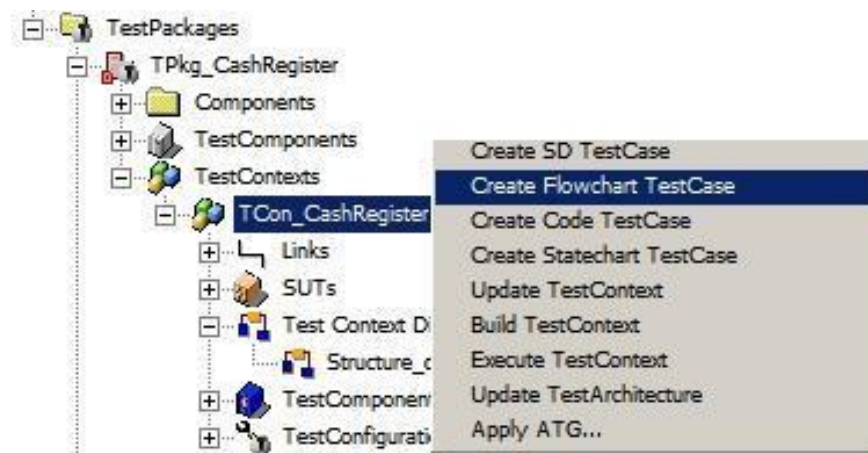 TestPackages
TPkg_CashRegister
Components
TestComponents
TestContexts
TCon_CashRegister
Links
SUTs
Test Context Di
Structure_
TestComponen
TestConfigurati
Create SD TestCase
Create Flowchart TestCase
Create Code TestCase
Create Statechart TestCase
Update TestContext
Build TestContext
Execute TestContext
Update TestArchitecture
Apply ATG...